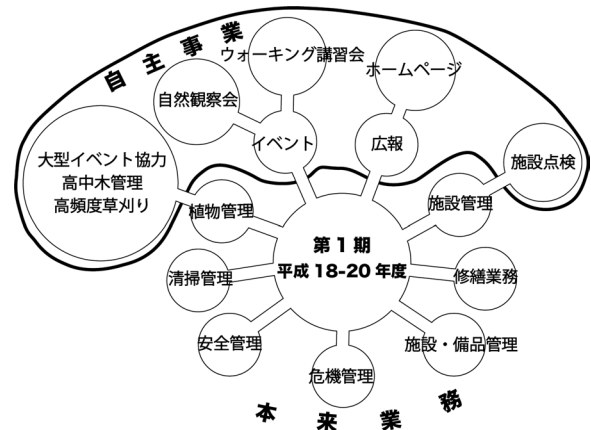 自主事業
ウォーキング講習会
ホームページ
自然観察会
イベント
広報
大型イベント協力
高中木管理
高頻度草刈り
施設点検
植物管理
施設管理
第1期
平成18-20年度
清掃管理
修繕業務
安全管理
施設・備品管理
危機管理
本来業務